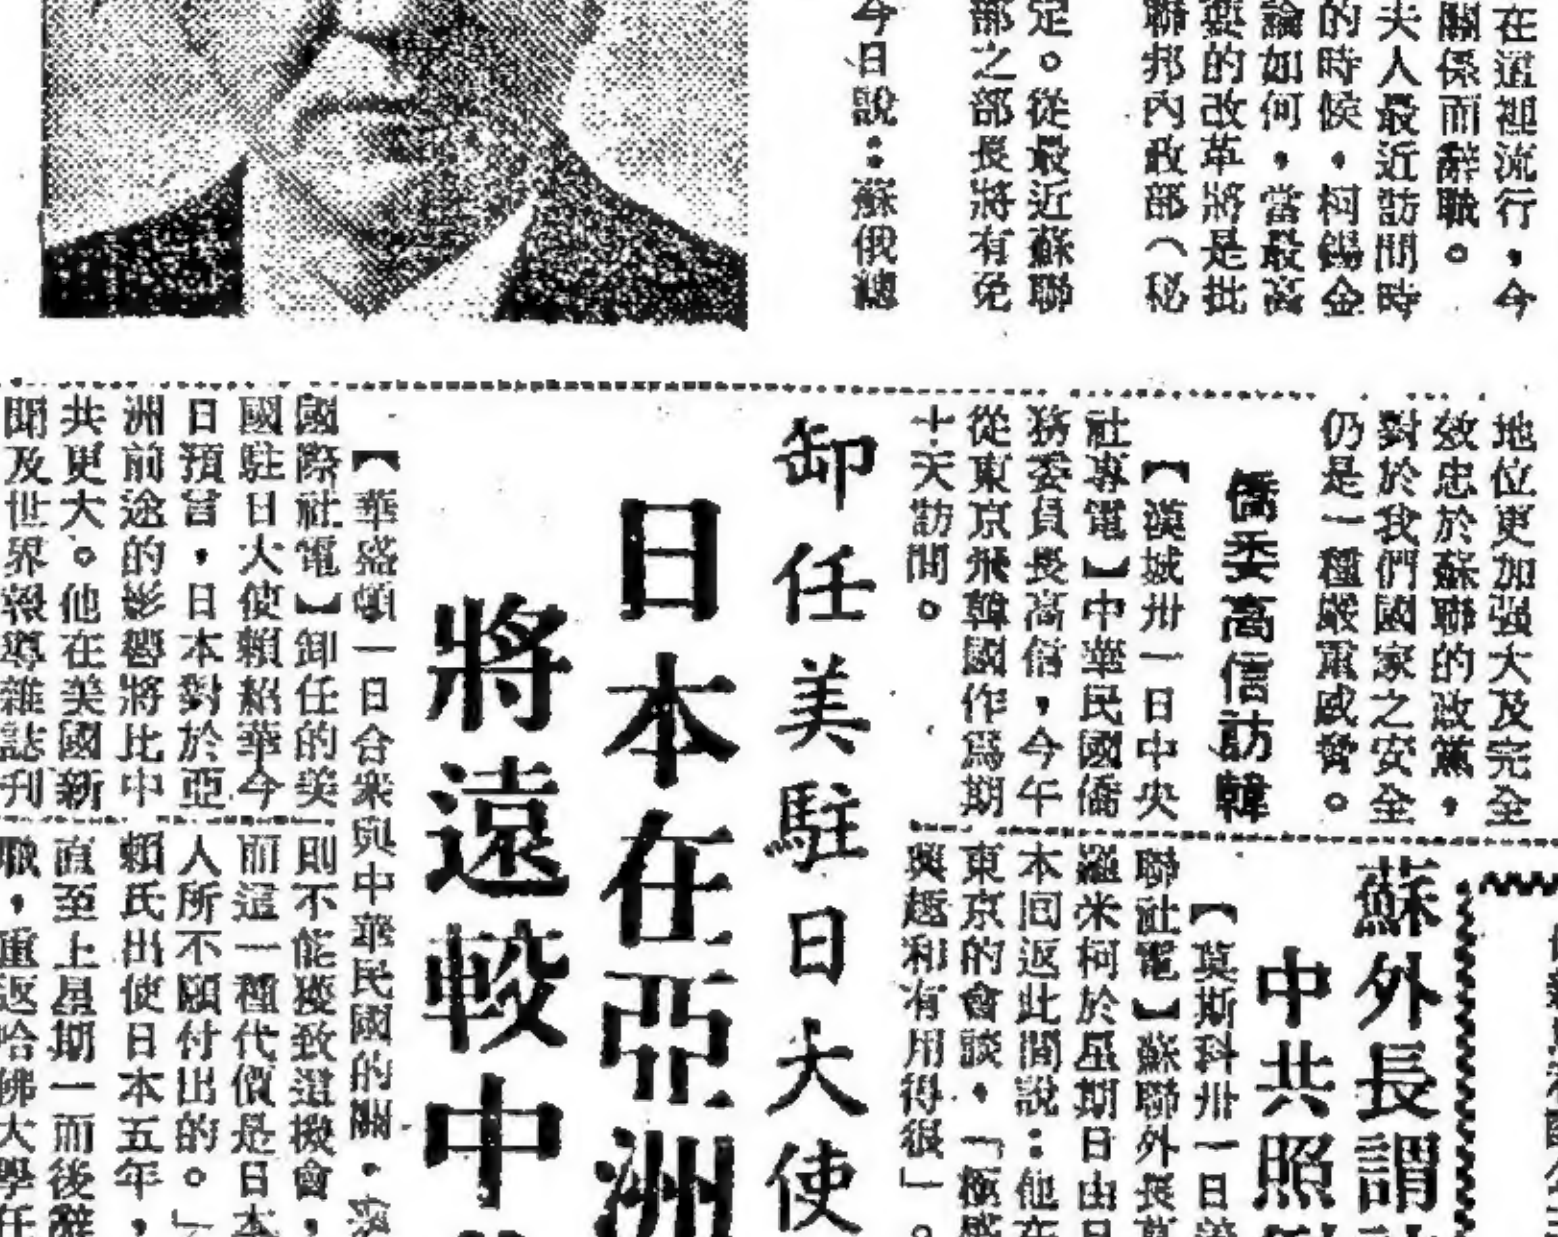 在這裡流行，今
關係而辭職。
夫人最近訪問時
的時候，柯錫金
論如何，當最高
要的改革將是批
聯邦內政部（秘
定。從最近蘇聯
部之部長將有免
今日說：蘇俄總
地位更加强大及完全
效忠於蘇聯的政黨，
對於我們國家之安全
仍是一種嚴重威脅。
僑委高信訪韓
【漢城卅一日中央
社專電】中華民國僑
務委員長高信，今午
從東京飛韓國作爲期
十天訪問。
蘇外長謂
中共照
【莫斯科卅一日
聯社電】蘇聯外長
羅米柯於星期日由日
本回返此間說：他在
東京的會談，「極感
興趣和有用得很」。
卸任美駐日大使
日本在亞洲
將遠較中
【華盛頓一日合衆
國際社電】卸任的美
國駐日大使賴紹華今
日預言，日本對於亞
洲前途的影響將比中
共更大。他在美國新
聞及世界報導雜誌刊
與中華民國的關
則不能獲致這機會，
而這一種代價是日本
人所不願付出的。」
賴氏出使日本五年，
直至上星期一而後辭
職，重返哈佛大學任